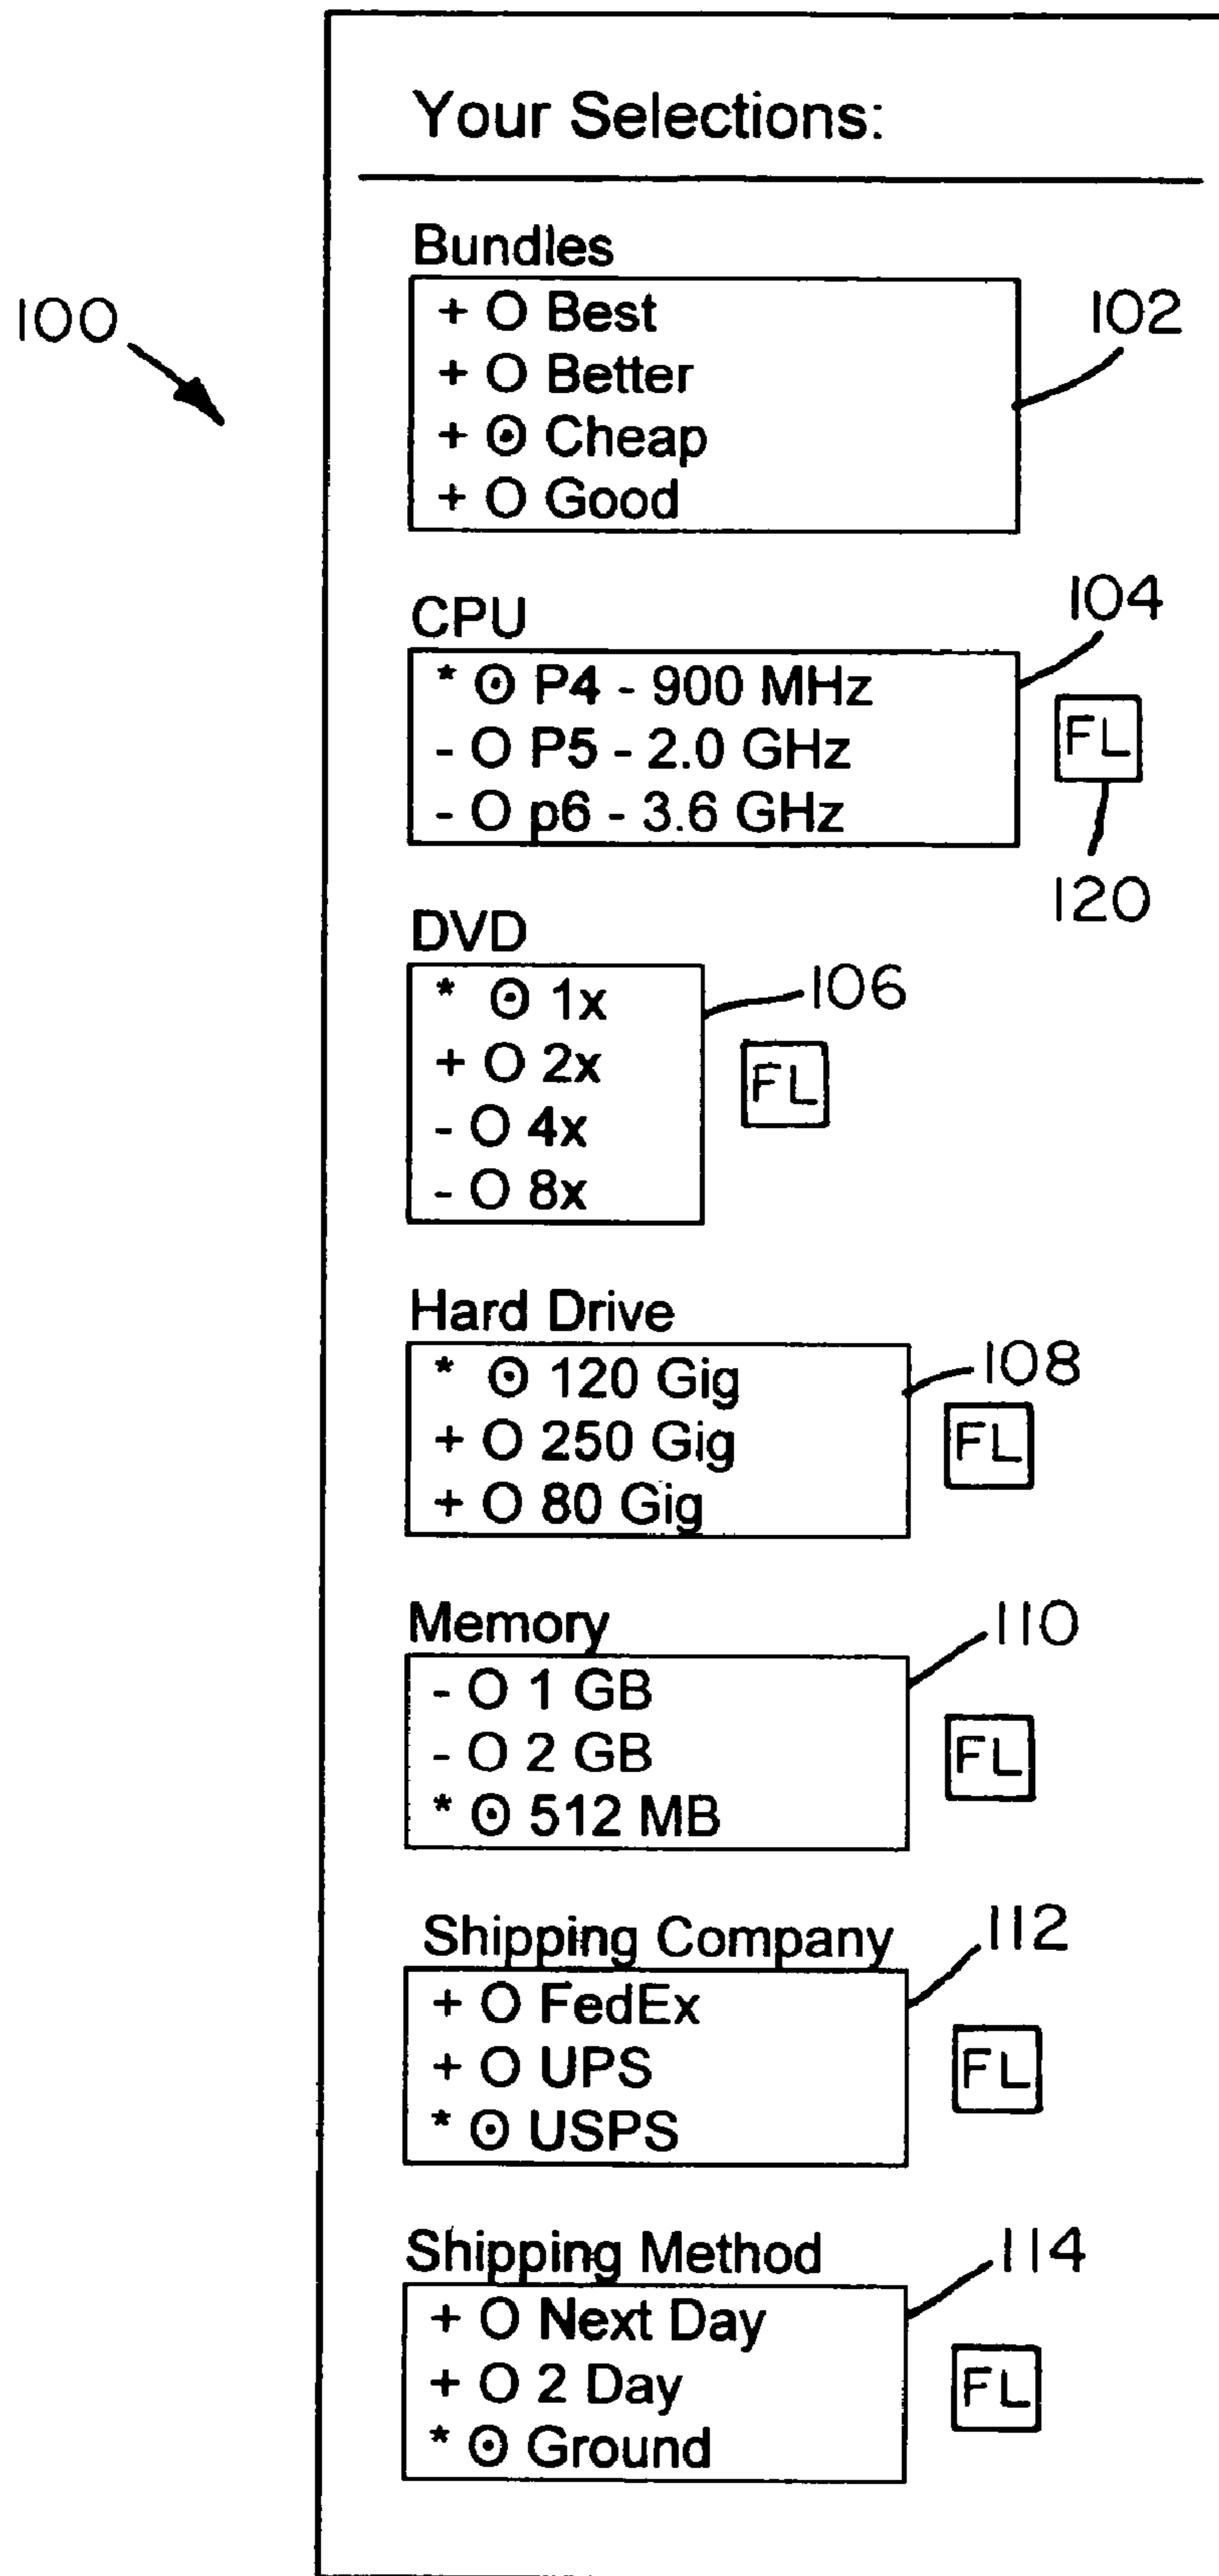 Your Selections:
100
Bundles
+ O Best
+ O Better
+ ⊙ Cheap
+ O Good
102
CPU
104
* ⊙ P4 - 900 MHz
- O P5 - 2.0 GHz
- O p6 - 3.6 GHz
FL
120
DVD
* ⊙ 1x
+ O 2x
- O 4x
- O 8x
106
FL
Hard Drive
* ⊙ 120 Gig
+ O 250 Gig
+ O 80 Gig
108
FL
Memory
110
- O 1 GB
- O 2 GB
* ⊙ 512 MB
FL
Shipping Company
112
+ O FedEx
+ O UPS
* ⊙ USPS
FL
Shipping Method
114
+ O Next Day
+ O 2 Day
* ⊙ Ground
FL